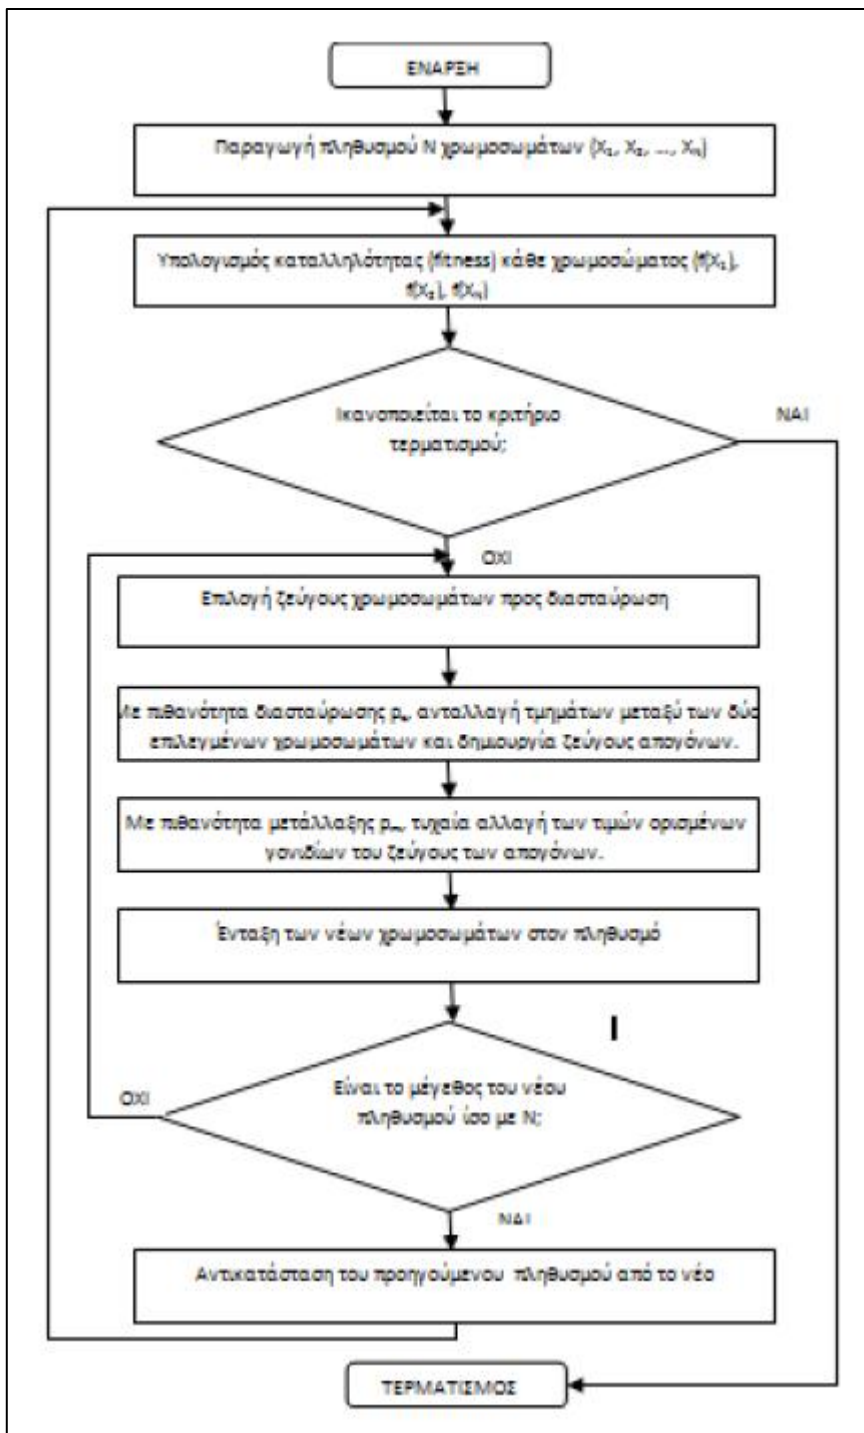 ΕΝΑΡΞΗ
Παραγωγή πληθυσμού Ν χρωμοσωμάτων (X₁, X₂, ..., X_N)
Υπολογισμός καταλληλότητας (fitness) κάθε χρωμοσώματος (f(X₁),
f(X₂), f(X_N)
Ικανοποιείται το κριτήριο
τερματισμού;
ΝΑΙ
ΟΧΙ
Επιλογή ζεύγους χρωμοσωμάτων προς διασταύρωση
Με πιθανότητα διασταύρωσης ανταλλαγή τμημάτων μεταξύ των δύο
επιλεγμένων χρωμοσωμάτων και δημιουργία ζεύγους απογόνων.
Με πιθανότητα μετάλλαξης pₘ, τυχαία αλλαγή των τιμών ορισμένων
γονιδίων του ζεύγους των απογόνων.
Ένταξη των νέων χρωμοσωμάτων στον πληθυσμό
Είναι το μέγεθος του νέου
πληθυσμού ίσο με Ν;
ΟΧΙ
ΝΑΙ
Αντικατάσταση του προηγούμενου πληθυσμού από το νέο
ΤΕΡΜΑΤΙΣΜΟΣ